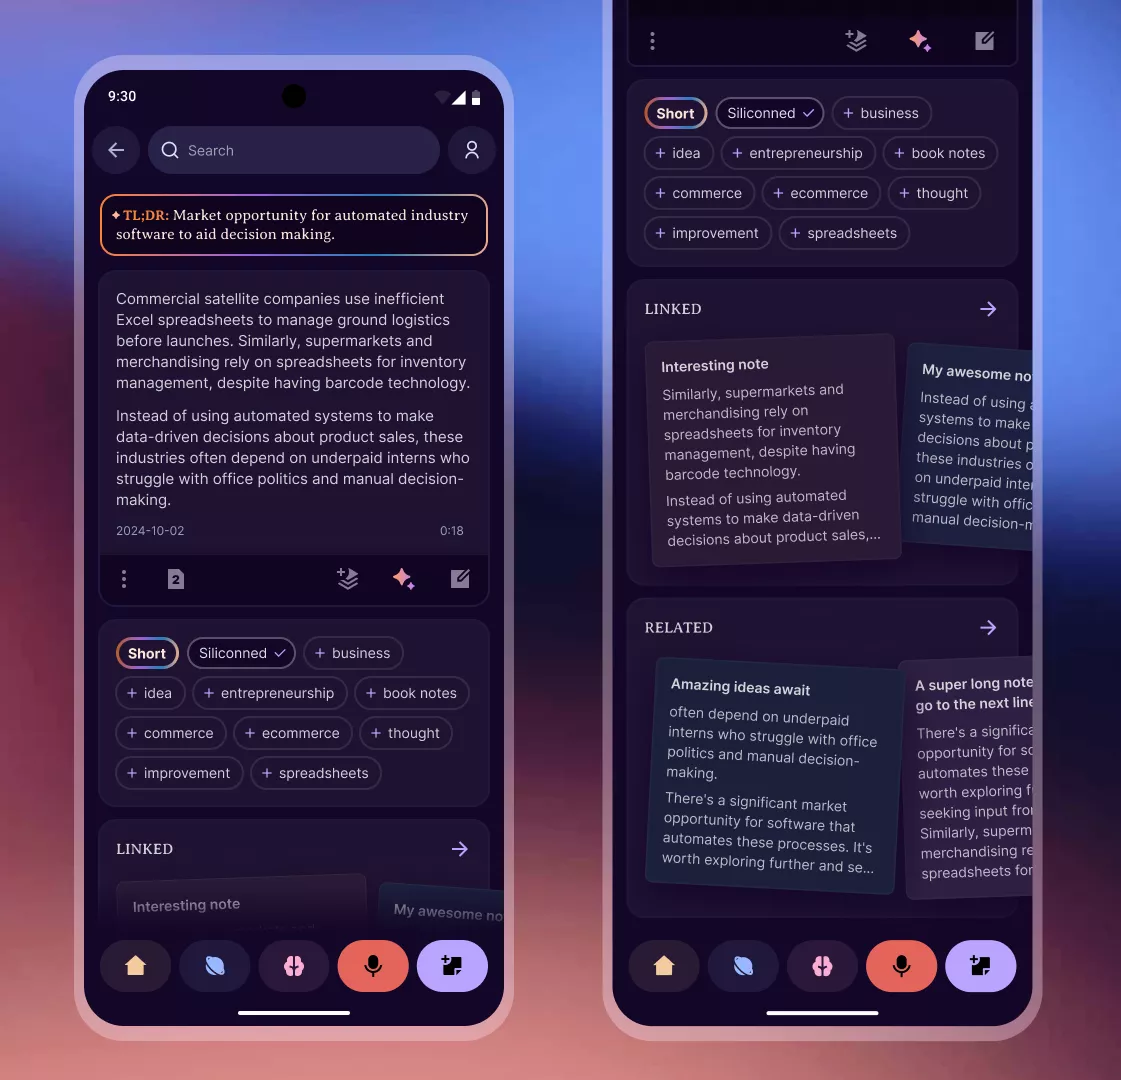 9:30
Search
TL;DR: Market opportunity for automated industry
software to aid decision making.
Commercial satellite companies use inefficient
Excel spreadsheets to manage ground logistics
before launches. Similarly, supermarkets and
merchandising rely on spreadsheets for inventory
management, despite having barcode technology.
Instead of using automated systems to make
data-driven decisions about product sales, these
industries often depend on underpaid interns who
struggle with office politics and manual decision-
making.
2024-10-02 0:18
2
Short Siliconned business
idea entrepreneurship book notes
commerce ecommerce thought
improvement spreadsheets
LINKED
Interesting note
My awesome no
Short Siliconned business
idea entrepreneurship book notes
commerce ecommerce thought
improvement spreadsheets
LINKED
Interesting note
Similarly, supermarkets and
merchandising rely on
spreadsheets for inventory
management, despite having
barcode technology.
Instead of using automated
systems to make data-driven
decisions about product sales,...
My awesome no
Instead of using a
systems to make
decisions about p
these industries o
on underpaid inter
struggle with offic
manual decision-m
RELATED
Amazing ideas await
often depend on underpaid
interns who struggle with office
politics and manual decision-
making.
There's a significant market
opportunity for software that
automates these processes. It's
worth exploring further and se...
A super long note
go to the next line
There's a significa
opportunity for so
automates these
worth exploring f
seeking input from
Similarly, superm
merchandising re
spreadsheets for